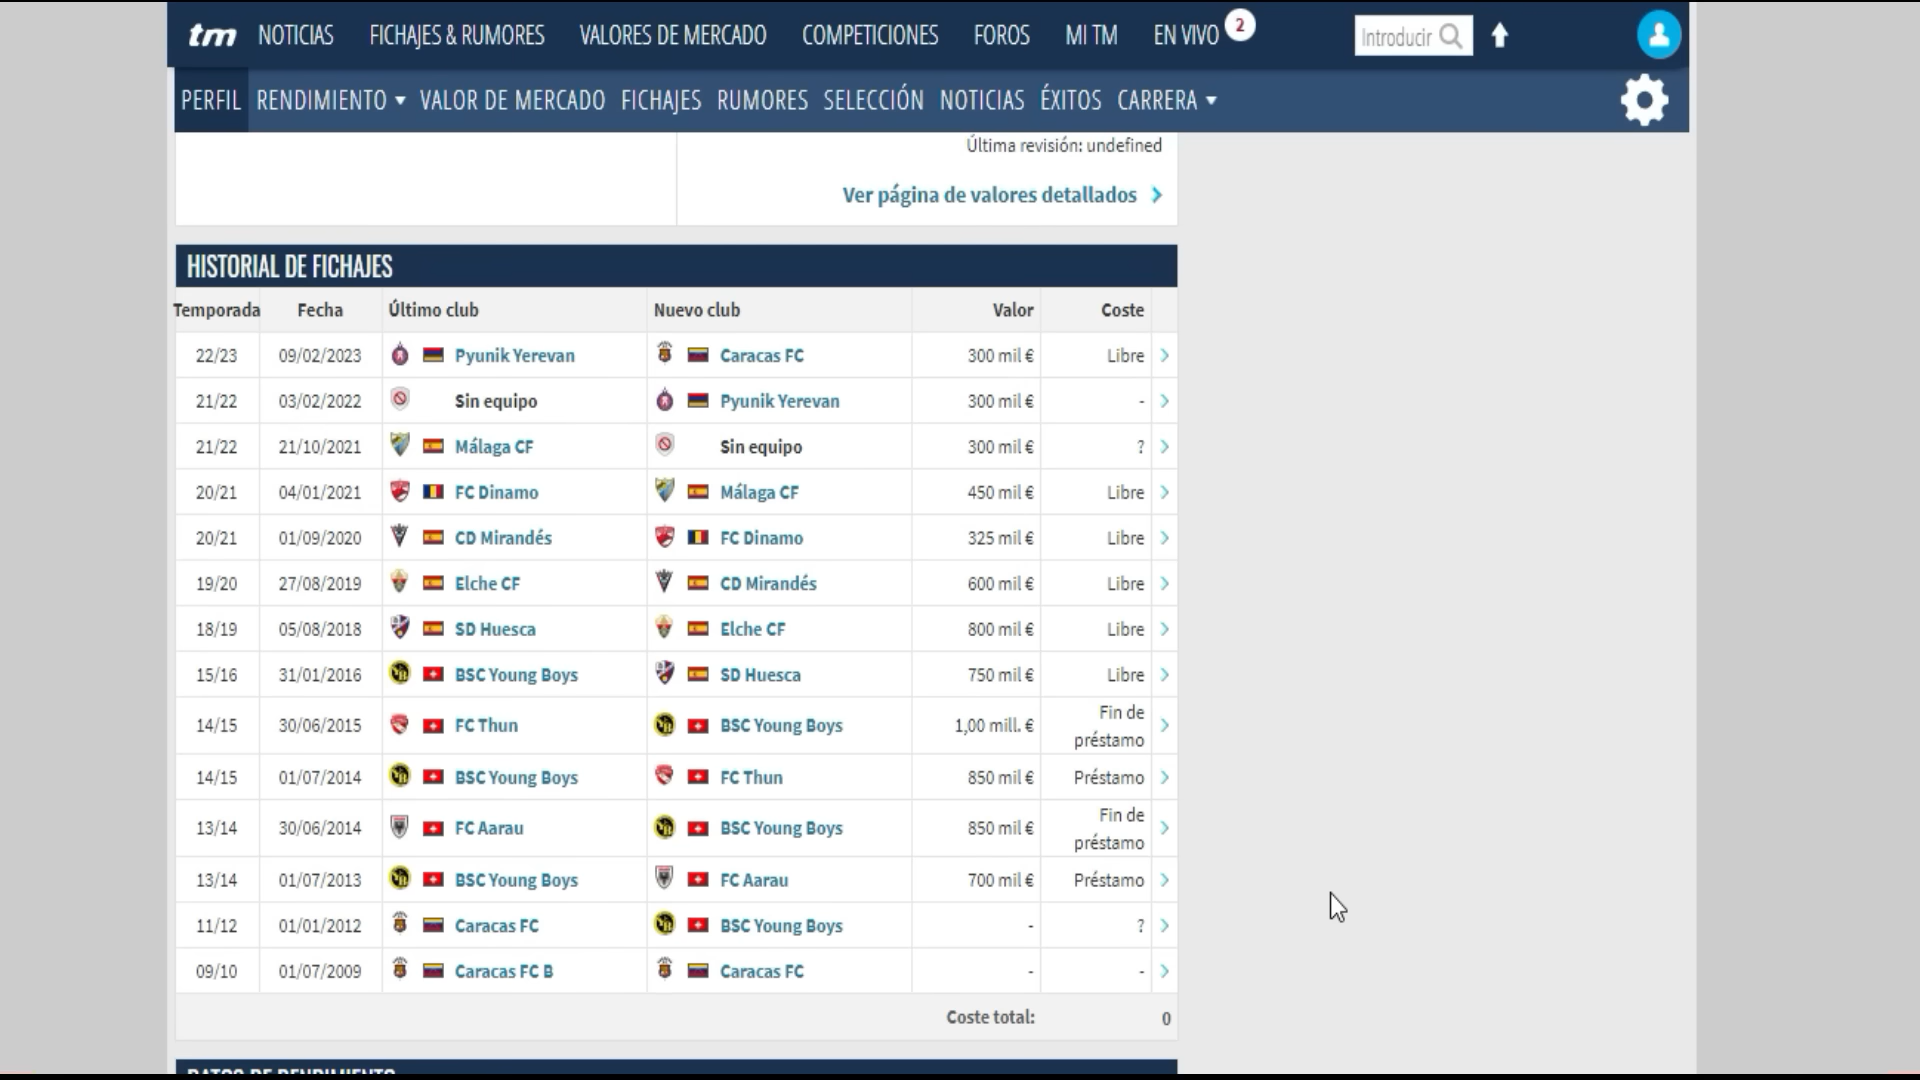 tm NOTICIAS FICHAJES & RUMORES VALORES DE MERCADO COMPETICIONES FOROS MI TM EN VIVO 2 Introducir
PERFIL RENDIMIENTO VALOR DE MERCADO FICHAJES RUMORES SELECCIÓN NOTICIAS ÉXITOS CARRERA
Última revisión: undefined
Ver página de valores detallados
HISTORIAL DE FICHAJES
Temporada Fecha Último club Nuevo club Valor Coste
22/23 09/02/2023 Pyunik Yerevan Caracas FC 300 mil € Libre
21/22 03/02/2022 Sin equipo Pyunik Yerevan 300 mil € -
21/22 21/10/2021 Málaga CF Sin equipo 300 mil € ?
20/21 04/01/2021 FC Dinamo Málaga CF 450 mil € Libre
20/21 01/09/2020 CD Mirandés FC Dinamo 325 mil € Libre
19/20 27/08/2019 Elche CF CD Mirandés 600 mil € Libre
18/19 05/08/2018 SD Huesca Elche CF 800 mil € Libre
15/16 31/01/2016 BSC Young Boys SD Huesca 750 mil € Libre
14/15 30/06/2015 FC Thun BSC Young Boys 1,00 mill. € Fin de
préstamo
14/15 01/07/2014 BSC Young Boys FC Thun 850 mil € Préstamo
13/14 30/06/2014 FC Aarau BSC Young Boys 850 mil € Fin de
préstamo
13/14 01/07/2013 BSC Young Boys FC Aarau 700 mil € Préstamo
11/12 01/01/2012 Caracas FC BSC Young Boys - ?
09/10 01/07/2009 Caracas FC B Caracas FC - -
Coste total: 0
DATOS DE RENDIMIENTO